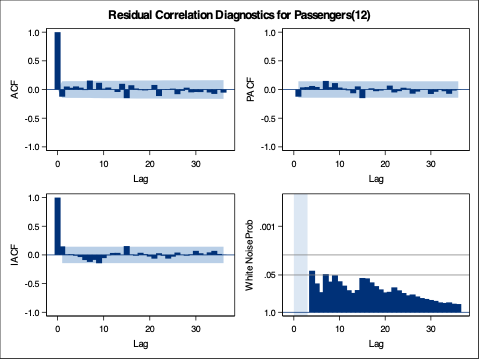 Residual Correlation Diagnostics for Passengers(12)
1.0
0.5
0.0
-0.5
-1.0
ACF
0 10 20 30
Lag
1.0
0.5
0.0
-0.5
-1.0
PACF
0 10 20 30
Lag
1.0
0.5
0.0
-0.5
-1.0
IACF
0 10 20 30
Lag
.001
.05
1.0
White Noise Prob
0 10 20 30
Lag